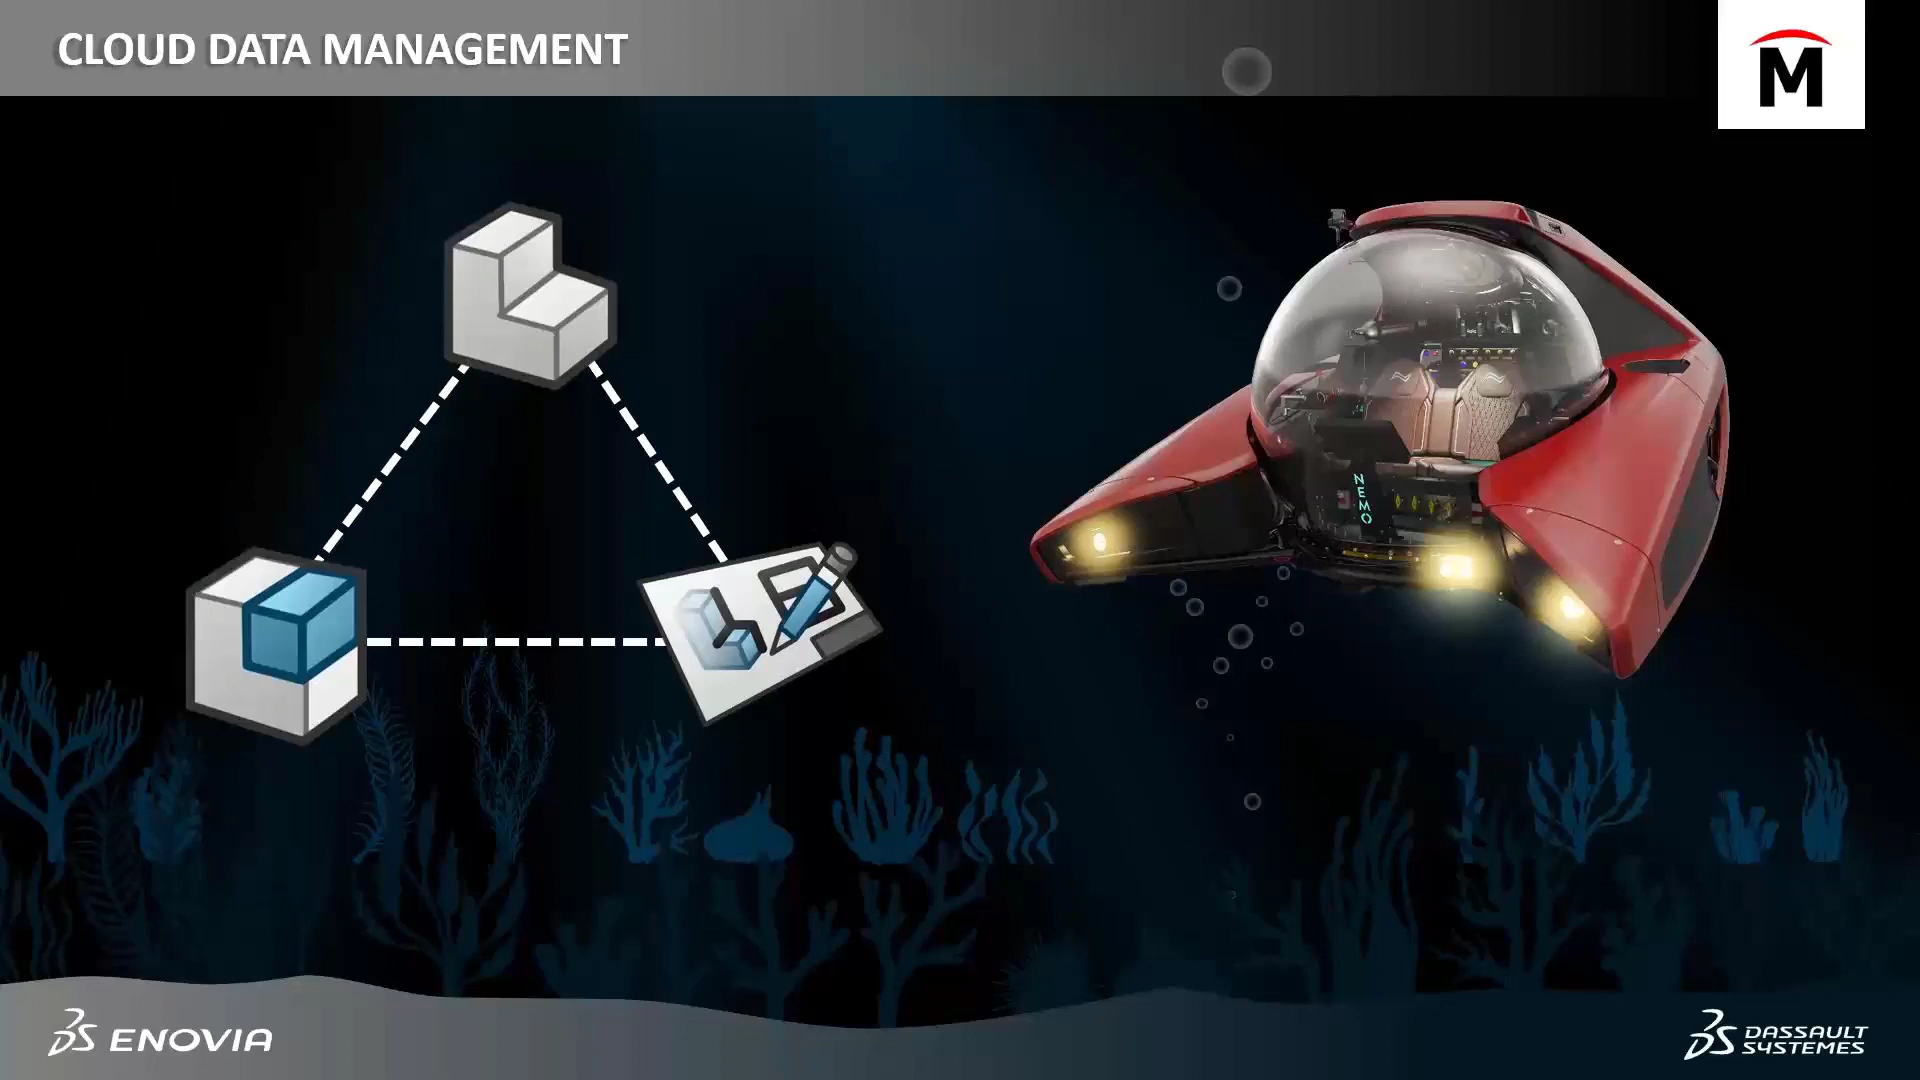 CLOUD DATA MANAGEMENT
M
NEMO
ENOVIA
DASSAULT
SYSTEMES